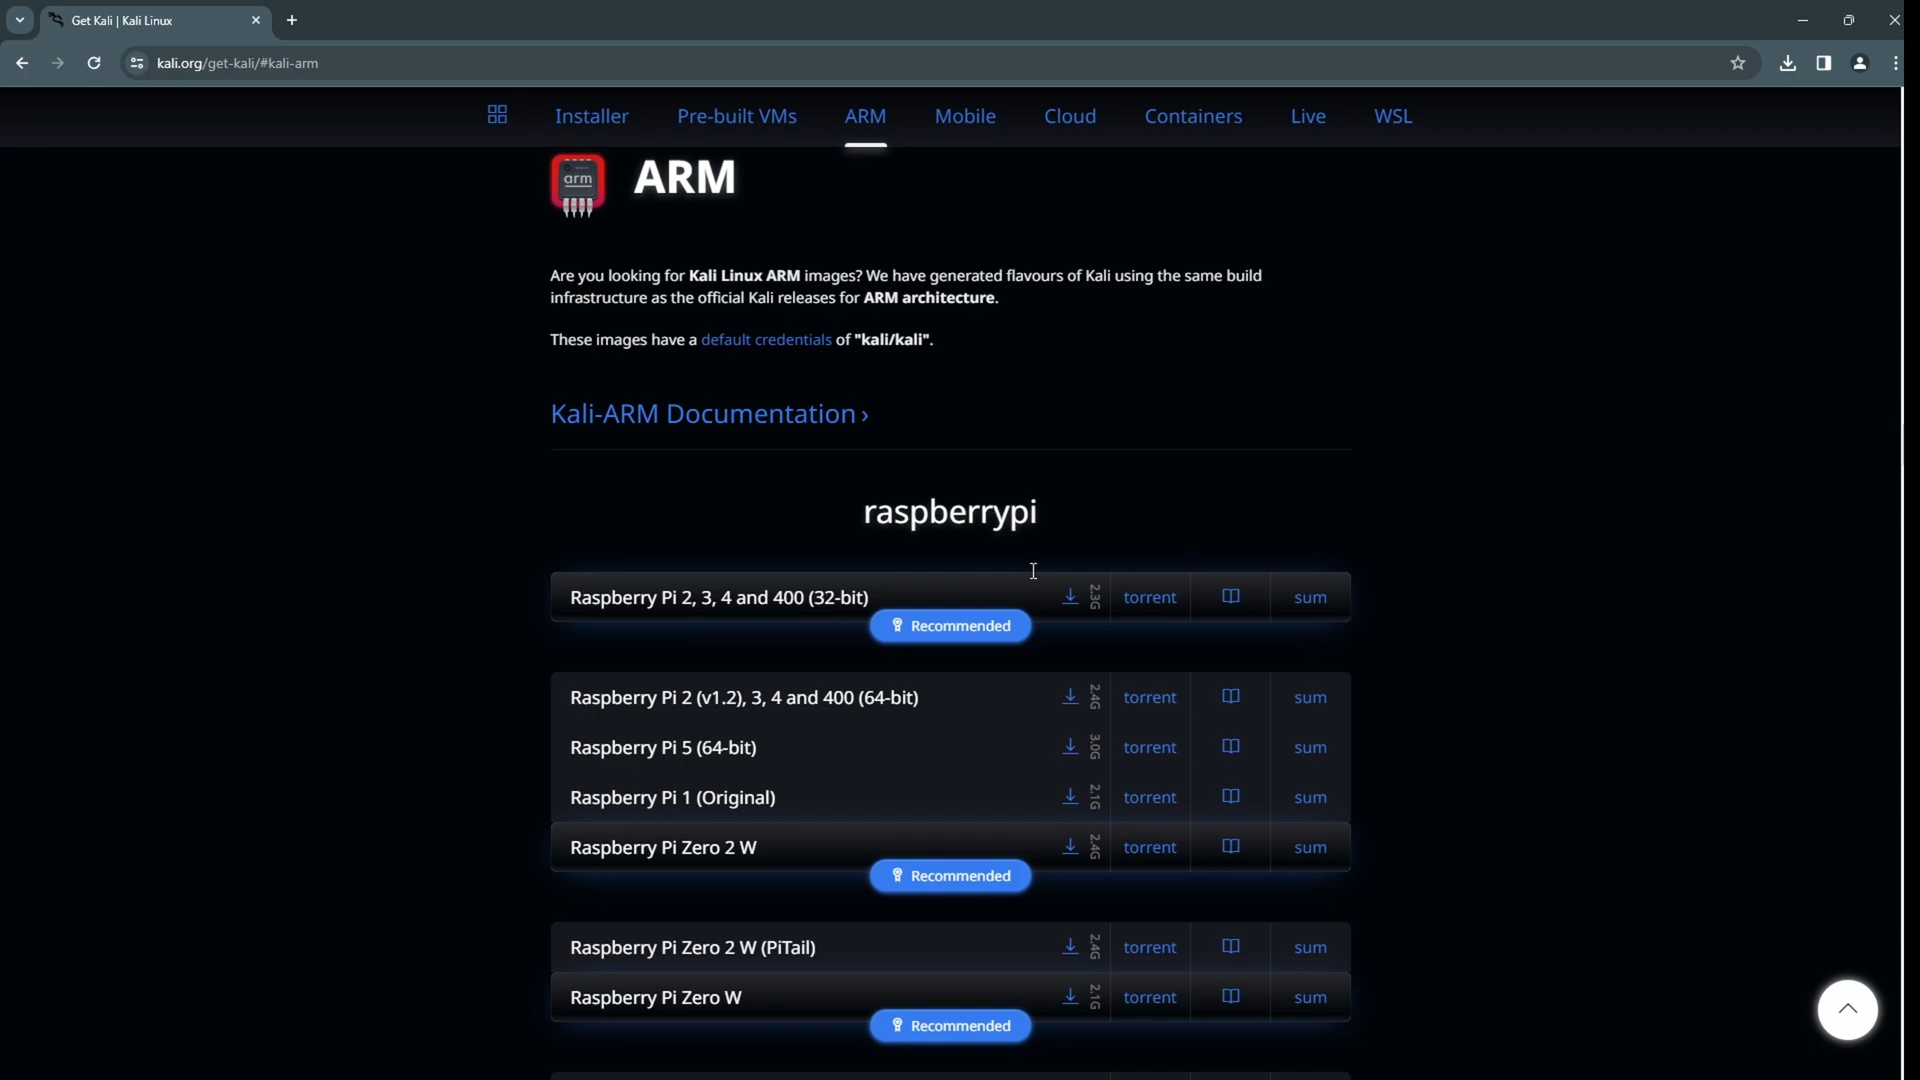 Get Kali | Kali Linux
kali.org/get-kali/#kali-arm
Installer Pre-built VMs ARM Mobile Cloud Containers Live WSL
arm
ARM
Are you looking for Kali Linux ARM images? We have generated flavours of Kali using the same build
infrastructure as the official Kali releases for ARM architecture.
These images have a default credentials of "kali/kali".
Kali-ARM Documentation ›
raspberrypi
Raspberry Pi 2, 3, 4 and 400 (32-bit) 2.3G torrent sum
Recommended
Raspberry Pi 2 (v1.2), 3, 4 and 400 (64-bit) 2.4G torrent sum
Raspberry Pi 5 (64-bit) 3.0G torrent sum
Raspberry Pi 1 (Original) 2.1G torrent sum
Raspberry Pi Zero 2 W 2.4G torrent sum
Recommended
Raspberry Pi Zero 2 W (PiTail) 2.4G torrent sum
Raspberry Pi Zero W 2.1G torrent sum
Recommended